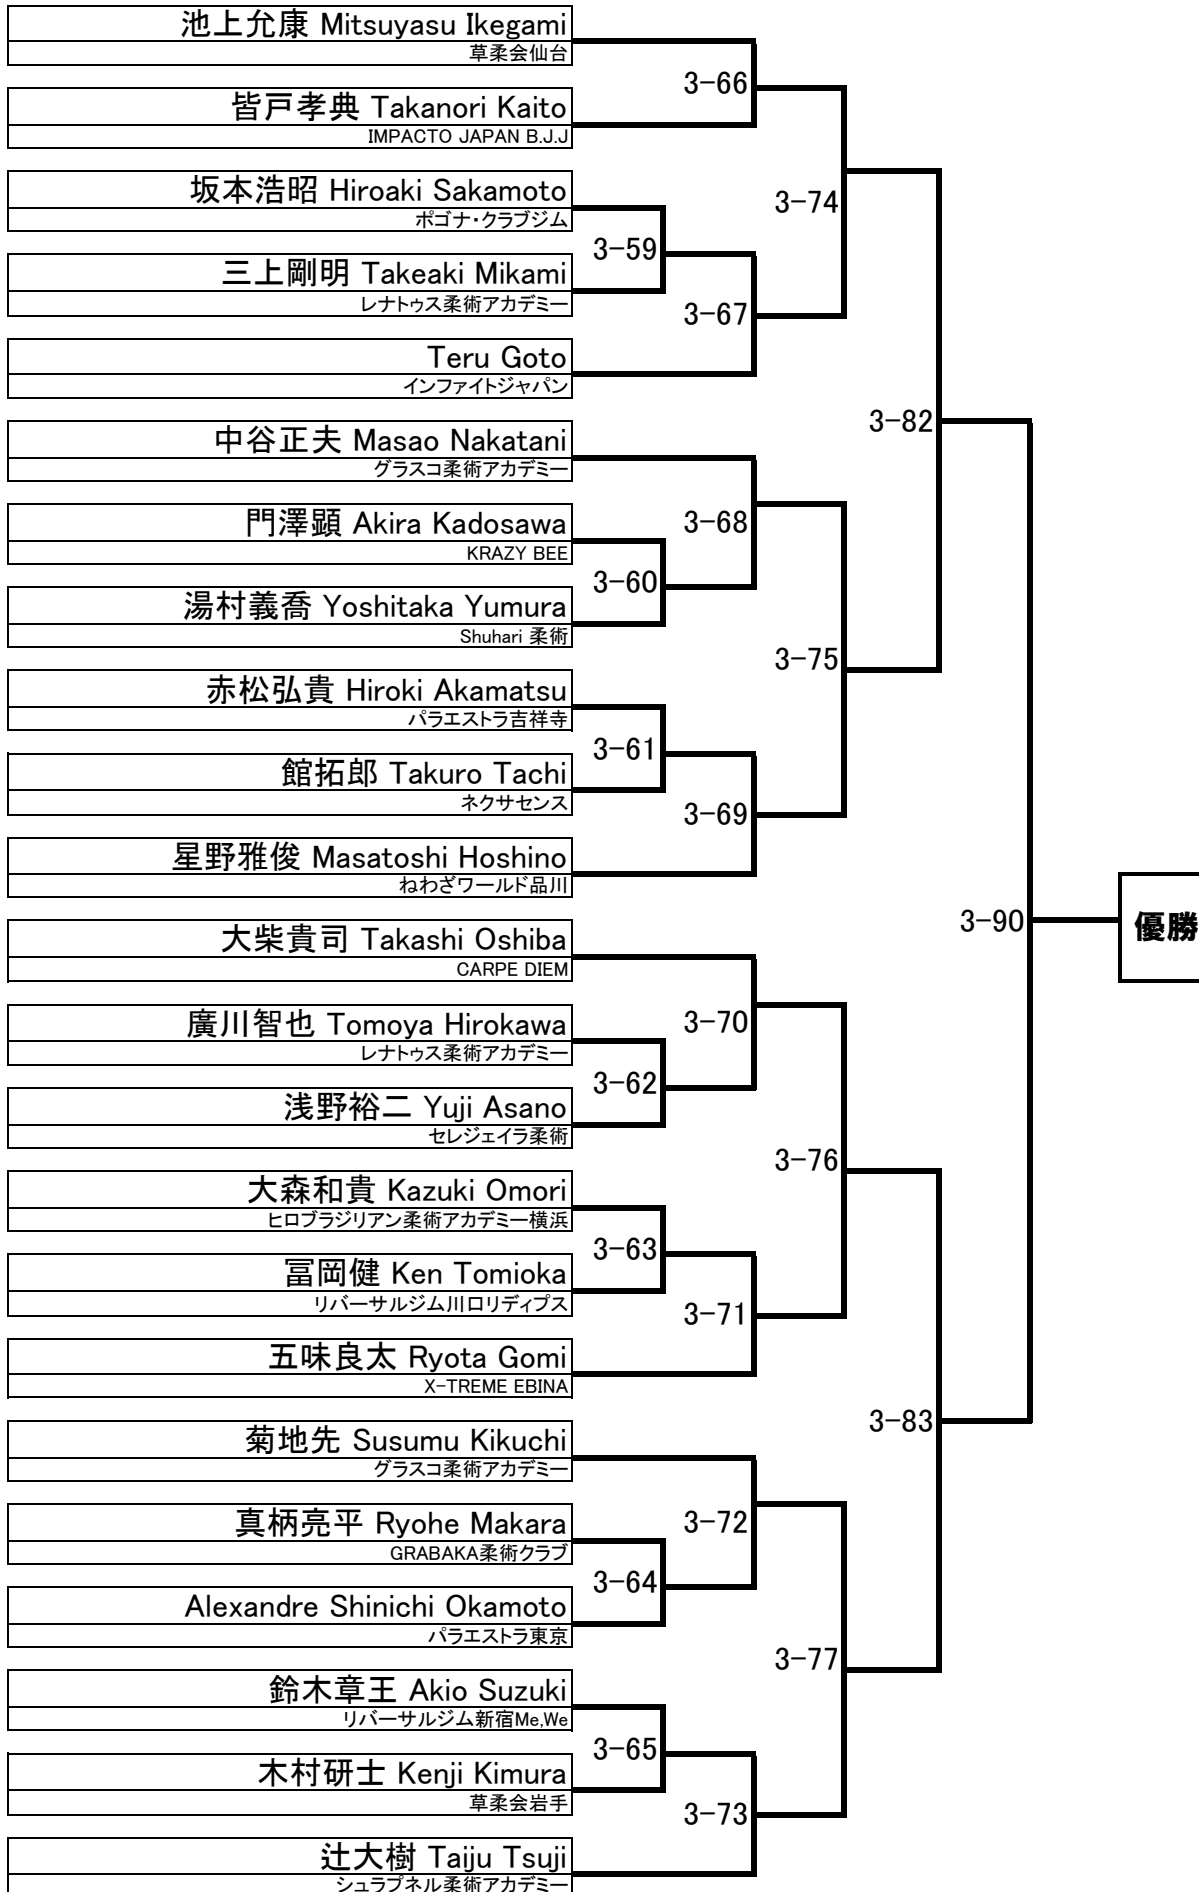 池上允康 Mitsuyasu Ikegami
草柔会仙台
3-66
皆戸孝典 Takanori Kaito
IMPACTO JAPAN B.J.J
坂本浩昭 Hiroaki Sakamoto
ポゴナ・クラブジム
3-74
3-59
三上剛明 Takeaki Mikami
レナトゥス柔術アカデミー
3-67
Teru Goto
インファイトジャパン
3-82
中谷正夫 Masao Nakatani
グラスコ柔術アカデミー
門澤顕 Akira Kadosawa
KRAZY BEE
3-68
3-60
湯村義喬 Yoshitaka Yumura
Shuhari 柔術
3-75
赤松弘貴 Hiroki Akamatsu
パラエストラ吉祥寺
3-61
館拓郎 Takuro Tachi
ネクサセンス
3-69
星野雅俊 Masatoshi Hoshino
ねわざワールド品川
3-90
優勝
大柴貴司 Takashi Oshiba
CARPE DIEM
廣川智也 Tomoya Hirokawa
レナトゥス柔術アカデミー
3-70
3-62
浅野裕二 Yuji Asano
セレジェイラ柔術
3-76
大森和貴 Kazuki Omori
ヒロブラジリアン柔術アカデミー横浜
3-63
冨岡健 Ken Tomioka
リバーサルジム川口リディプス
3-71
五味良太 Ryota Gomi
X-TREME EBINA
3-83
菊地先 Susumu Kikuchi
グラスコ柔術アカデミー
真柄亮平 Ryohe Makara
GRABAKA柔術クラブ
3-72
3-64
Alexandre Shinichi Okamoto
パラエストラ東京
3-77
鈴木章王 Akio Suzuki
リバーサルジム新宿Me,We
3-65
木村研士 Kenji Kimura
草柔会岩手
3-73
辻大樹 Taiju Tsuji
シュラプネル柔術アカデミー